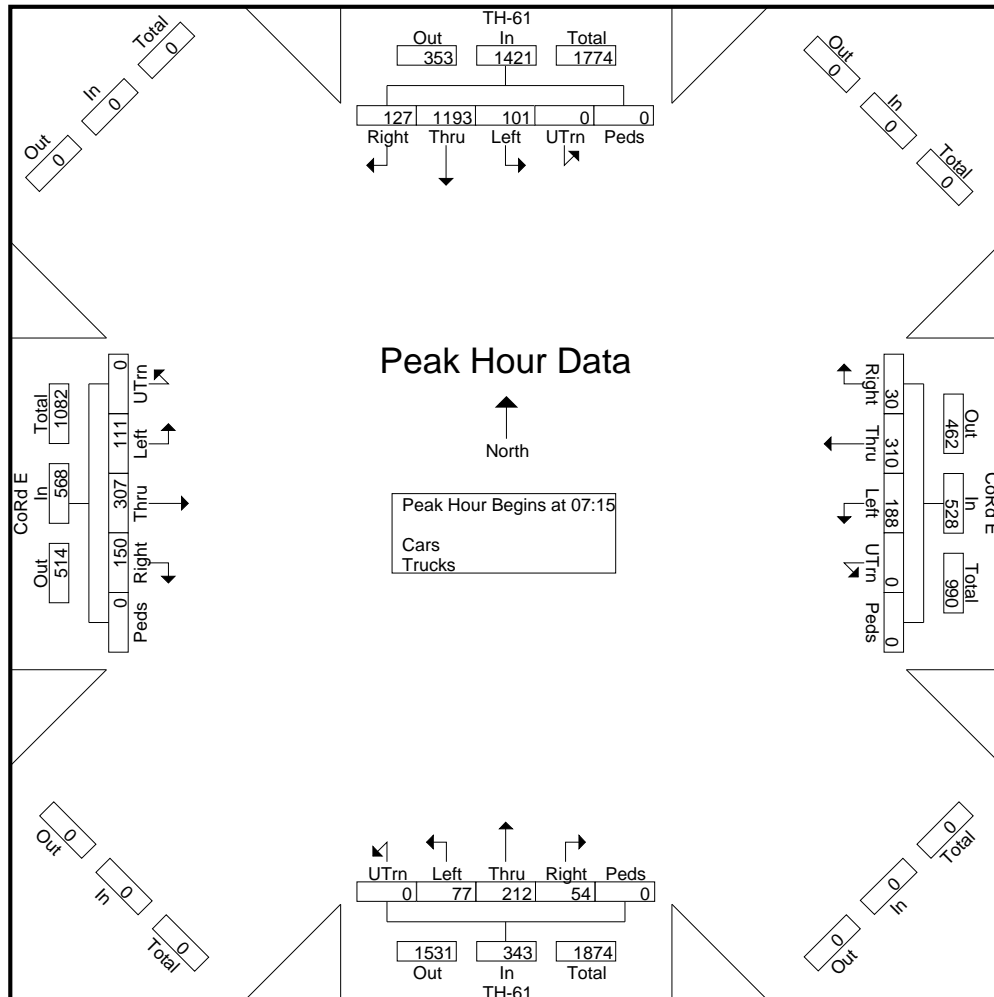 TH-61
Out In Total
353 1421 1774
127 1193 101 0 0
Right Thru Left UTrn Peds
Total
0
In
0
Out
0
Out
0
In
0
Total
0
Peak Hour Data
North
Peak Hour Begins at 07:15
Cars
Trucks
CoRd E
Out In Total
514 568 1082
Peds Right Thru Left UTrn
0 150 307 111 0
CoRd E
Out In Total
462 528 990
30 310 188 0 0
Right Thru Left UTrn Peds
UTrn Left Thru Right Peds
0 77 212 54 0
1531 343 1874
Out In Total
TH-61
0
Out
0
In
0
Total
0
Total
0
In
0
Out